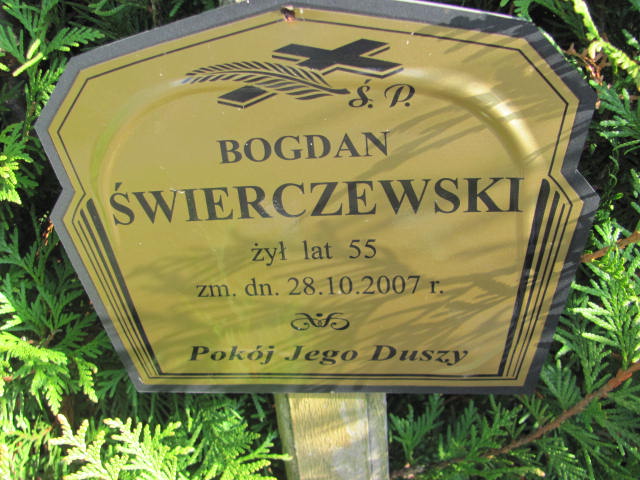 Ś. P.
BOGDAN
ŚWIERCZEWSKI
żył lat 55
zm. dn. 28.10.2007 r.
Pokój Jego Duszy